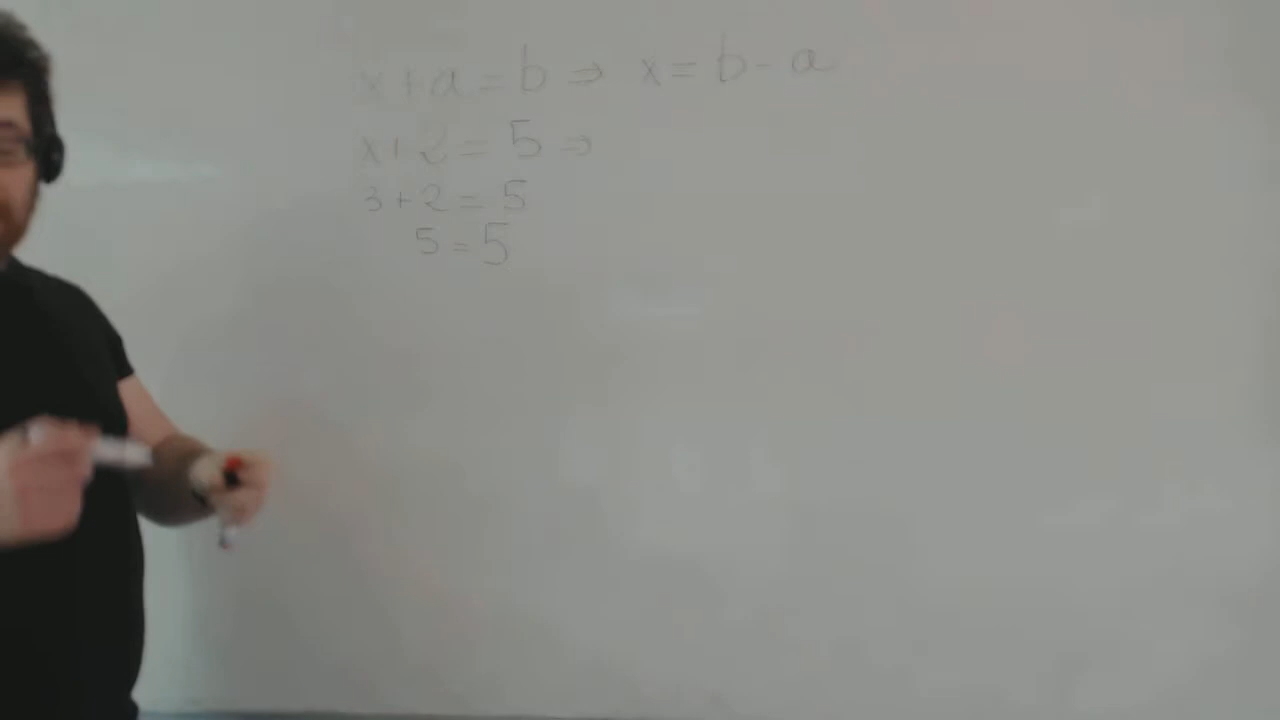 x + a = b ⇒ x = b - a
x + 2 = 5 ⇒
3 + 2 = 5
5 = 5